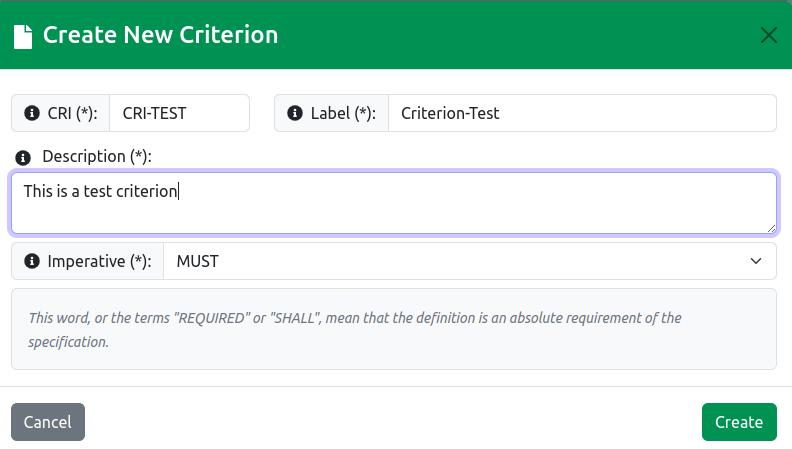 Create New Criterion
CRI (*): CRI-TEST Label (*): Criterion-Test
Description (*):
This is a test criterion
Imperative (*): MUST
This word, or the terms "REQUIRED" or "SHALL", mean that the definition is an absolute requirement of the
specification.
Cancel Create